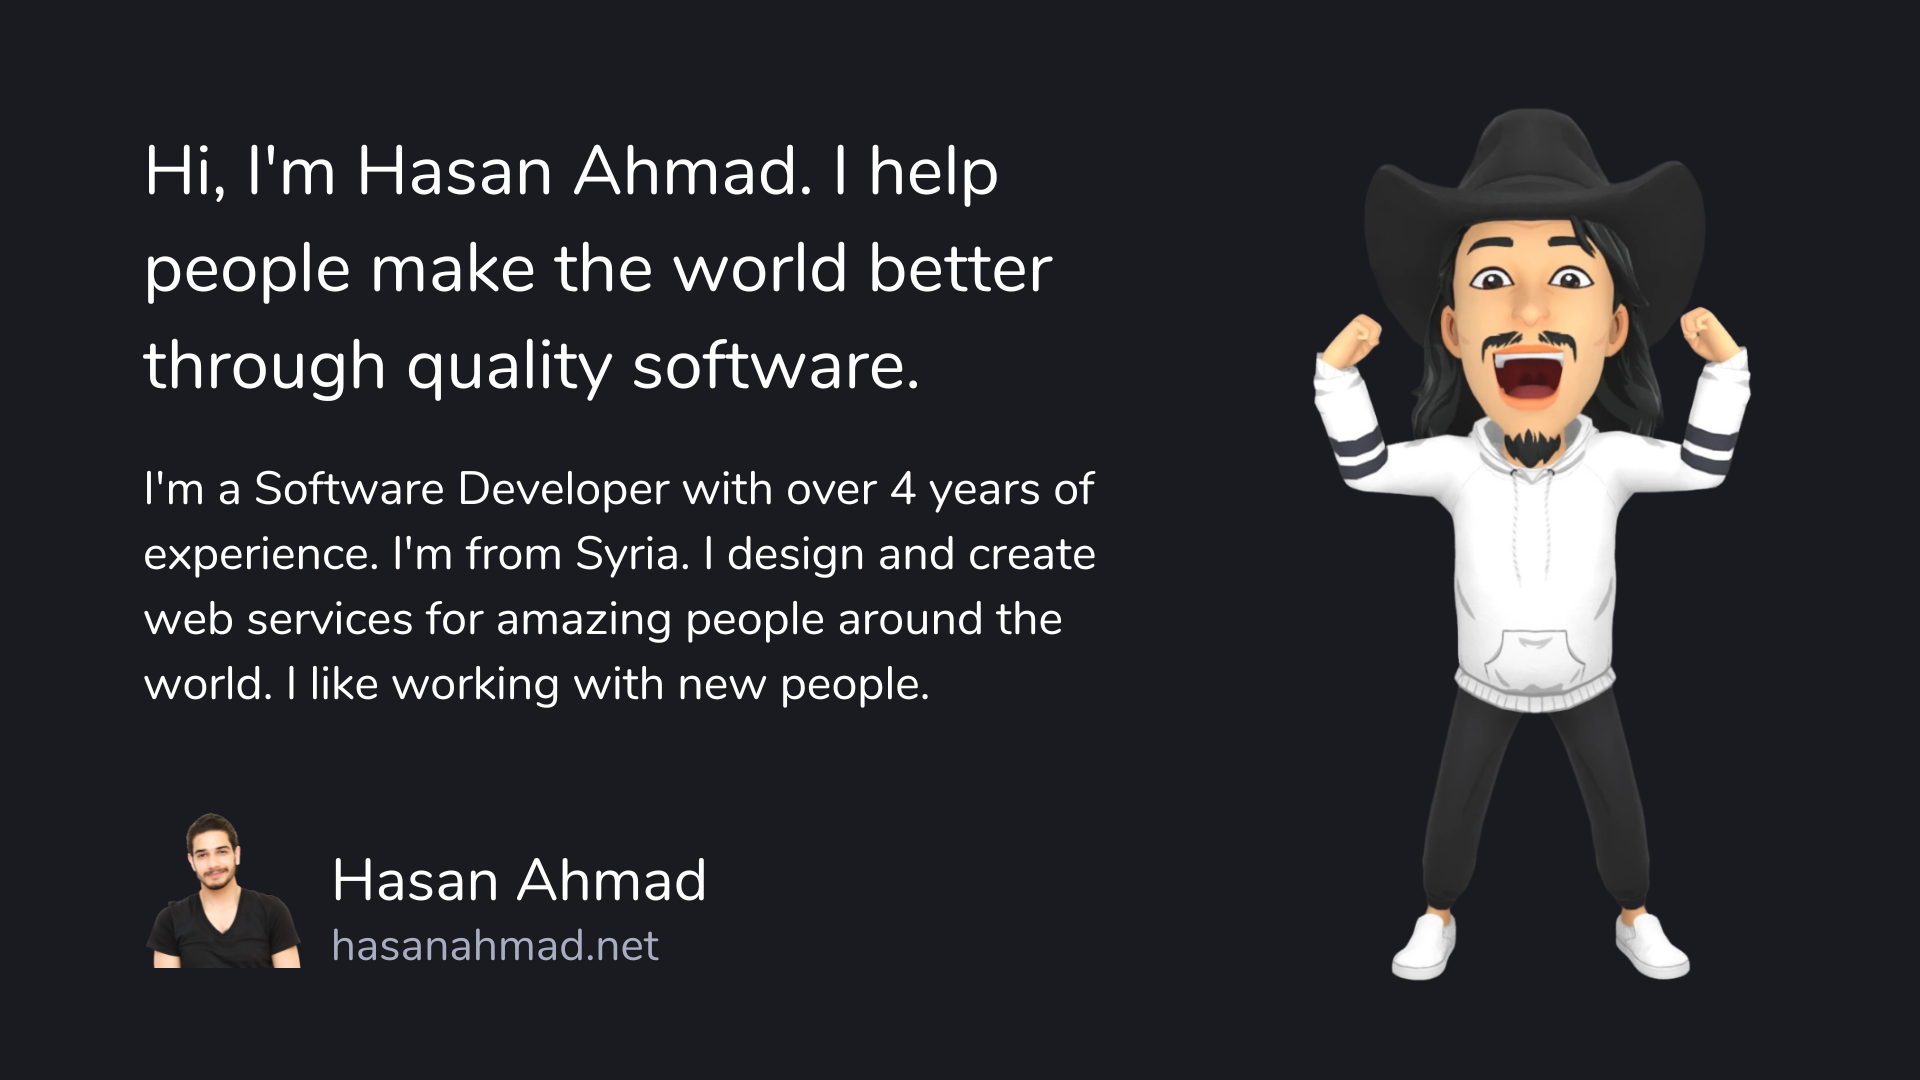 Hi, I'm Hasan Ahmad. I help
people make the world better
through quality software.
I'm a Software Developer with over 4 years of
experience. I'm from Syria. I design and create
web services for amazing people around the
world. I like working with new people.
Hasan Ahmad
hasanahmad.net